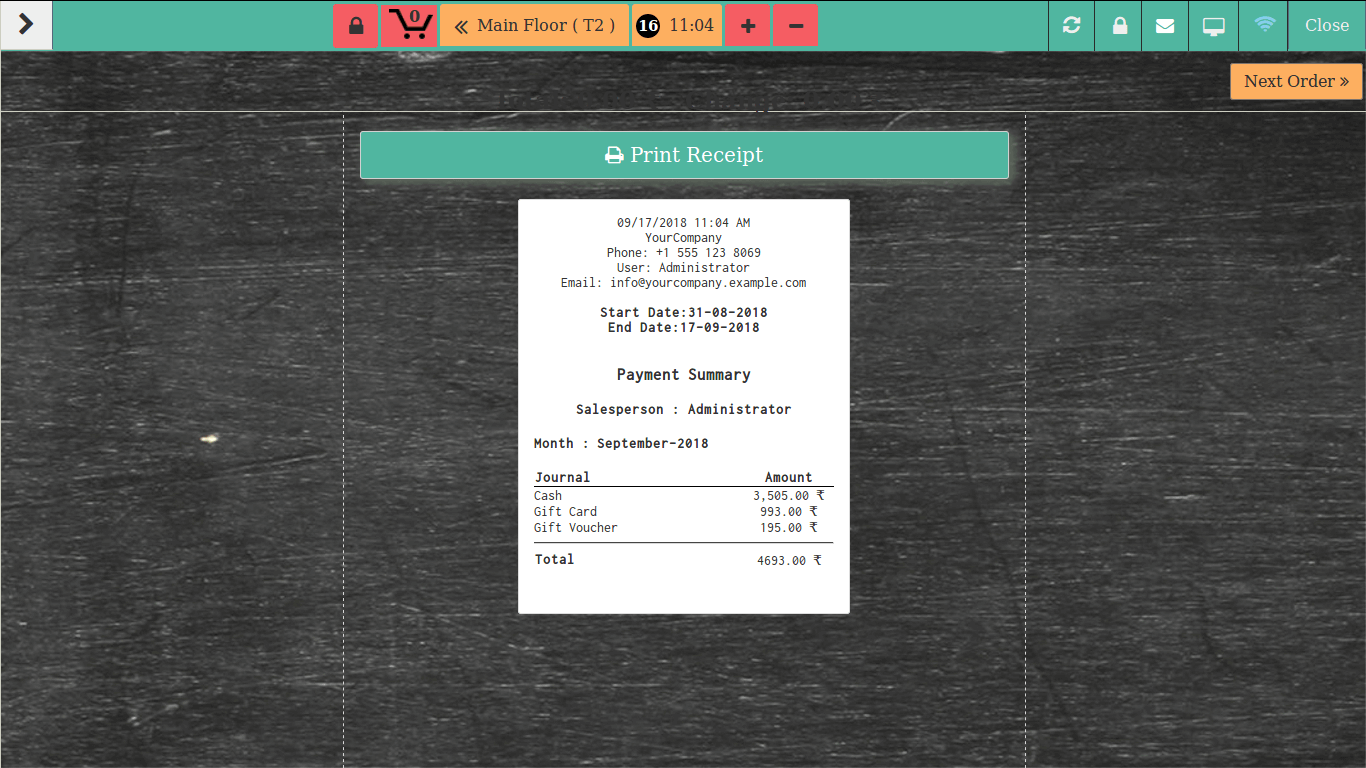 0
Main Floor ( T2 )
16 11:04
Close
Next Order
Print Receipt
09/17/2018 11:04 AM
YourCompany
Phone: +1 555 123 8069
User: Administrator
Email: info@yourcompany.example.com
Start Date:31-08-2018
End Date:17-09-2018
Payment Summary
Salesperson : Administrator
Month : September-2018
Journal Amount
Cash 3,505.00 ₹
Gift Card 993.00 ₹
Gift Voucher 195.00 ₹
Total 4693.00 ₹